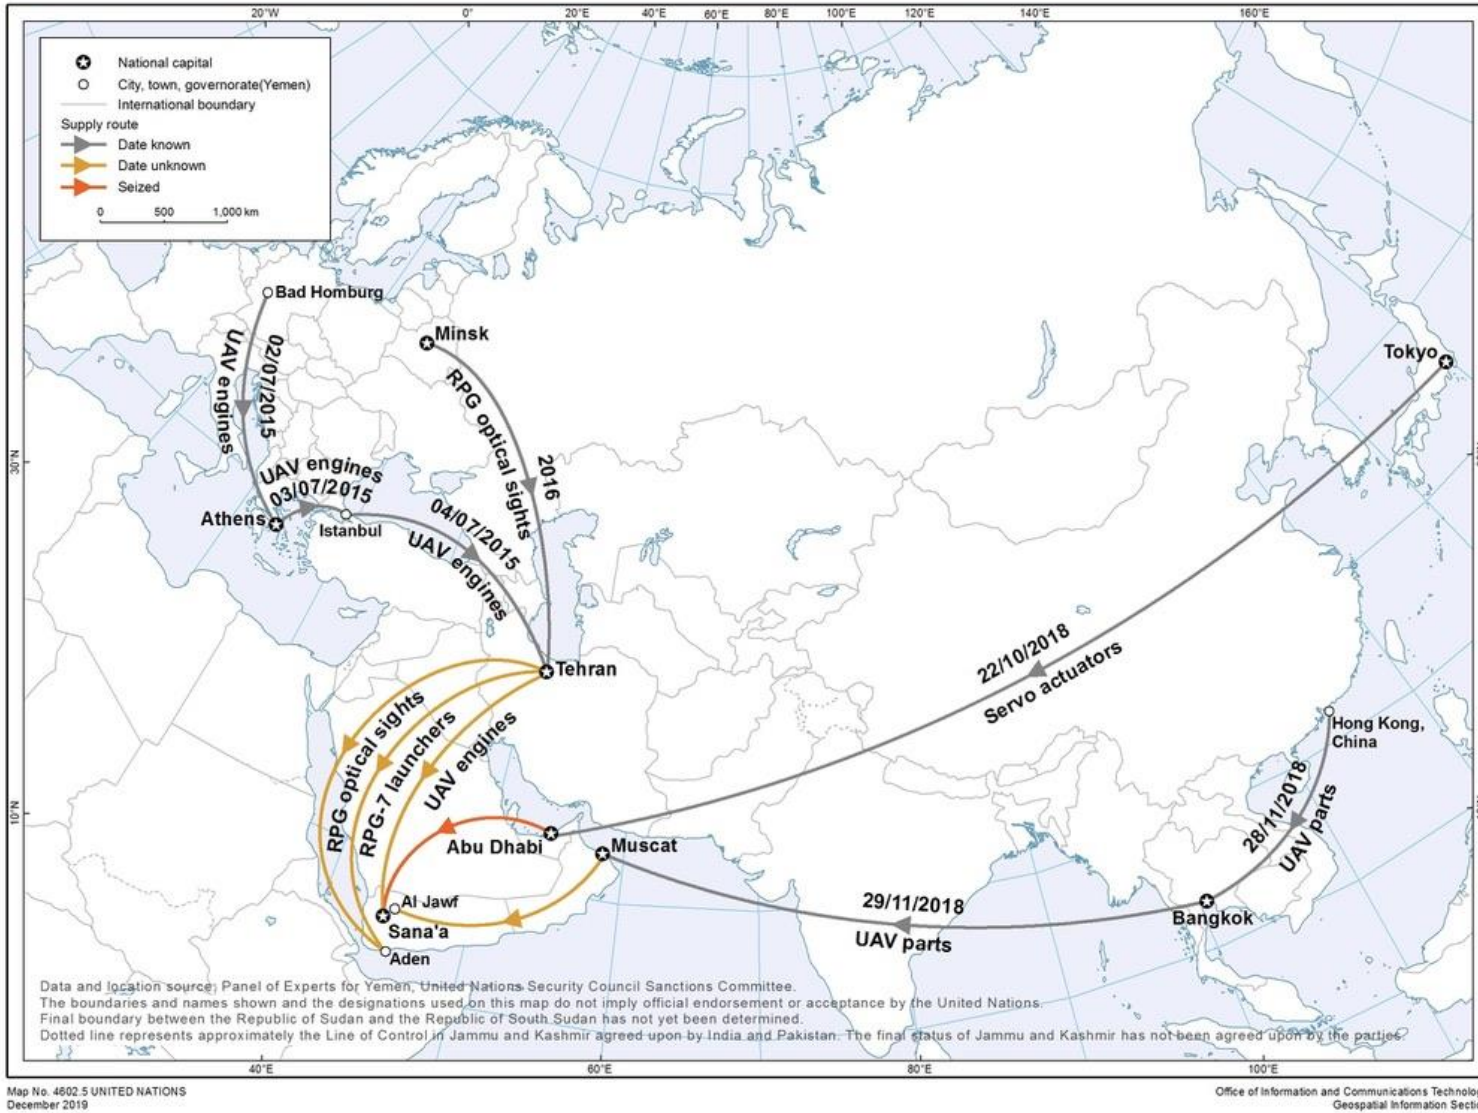 20°W 0° 20°E 40°E 60°E 80°E 100°E 120°E 140°E 160°E
National capital
City, town, governorate(Yemen)
International boundary
Supply route
Date known
Date unknown
Seized
0 500 1,000 km
Bad Homburg
Minsk
Tokyo
02/07/2015
UAV engines
RPG optical sights
2016
30°N
UAV engines
03/07/2015
Athens
Istanbul
04/07/2015
UAV engines
Tehran
22/10/2018
Servo actuators
Hong Kong,
China
RPG optical sights
RPG-7 launchers
UAV engines
28/11/2018
UAV parts
10°N
Abu Dhabi
Muscat
Al Jawf
Sana'a
Aden
29/11/2018
UAV parts
Bangkok
Data and location source: Panel of Experts for Yemen, United Nations Security Council Sanctions Committee.
The boundaries and names shown and the designations used on this map do not imply official endorsement or acceptance by the United Nations.
Final boundary between the Republic of Sudan and the Republic of South Sudan has not yet been determined.
Dotted line represents approximately the Line of Control in Jammu and Kashmir agreed upon by India and Pakistan. The final status of Jammu and Kashmir has not been agreed upon by the parties.
40°E 60°E 80°E 100°E
Map No. 4602.5 UNITED NATIONS
December 2019
Office of Information and Communications
Geospatial Information